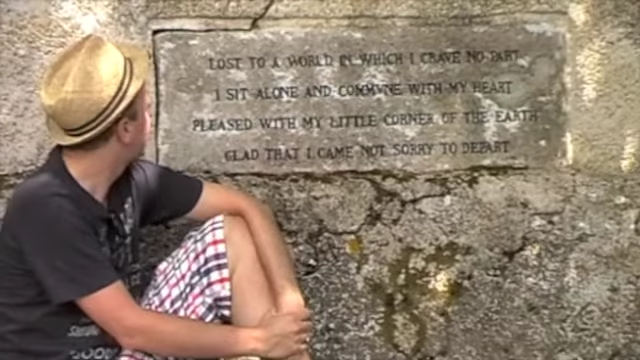 LOST TO A WORLD IN WHICH I CRAVE NO PART
I SIT ALONE AND COMMVNE WITH MY HEART
PLEASED WITH MY LITTLE CORNER OF THE EARTH
GLAD THAT I CAME NOT SORRY TO DEPART